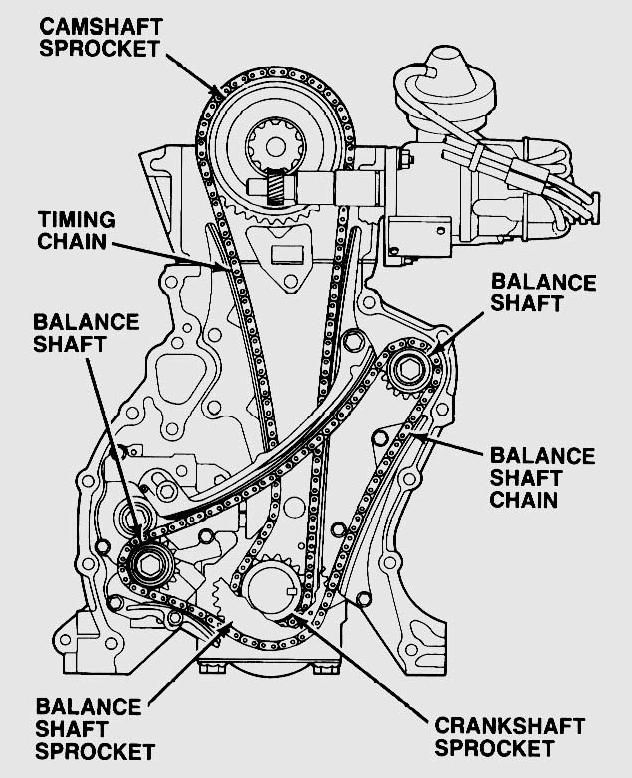 CAMSHAFT
SPROCKET
TIMING
CHAIN
BALANCE
SHAFT
BALANCE
SHAFT
BALANCE
SHAFT
CHAIN
BALANCE
SHAFT
SPROCKET
CRANKSHAFT
SPROCKET